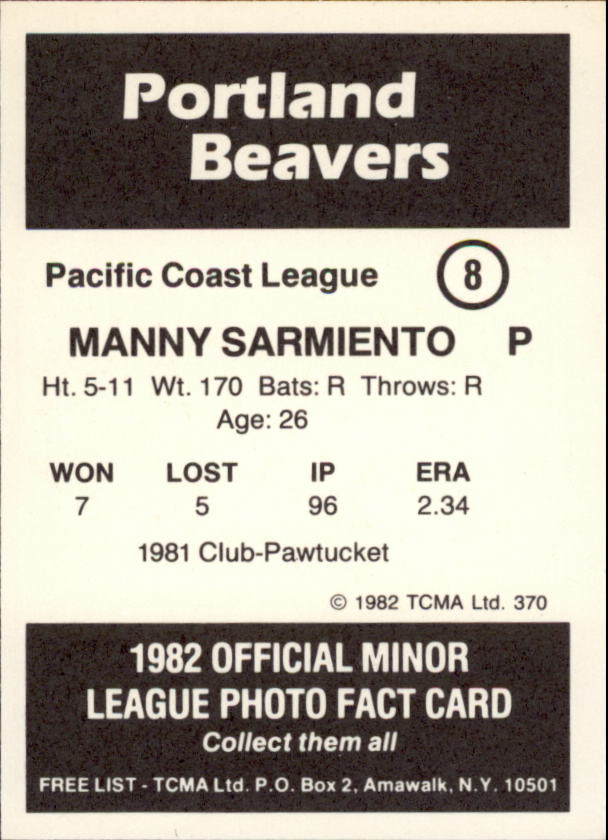 Portland
Beavers
Pacific Coast League 8
MANNY SARMIENTO P
Ht. 5-11 Wt. 170 Bats: R Throws: R
Age: 26
WON LOST IP ERA
7 5 96 2.34
1981 Club-Pawtucket
© 1982 TCMA Ltd. 370
1982 OFFICIAL MINOR
LEAGUE PHOTO FACT CARD
Collect them all
FREE LIST - TCMA Ltd. P.O. Box 2, Amawalk, N.Y. 10501